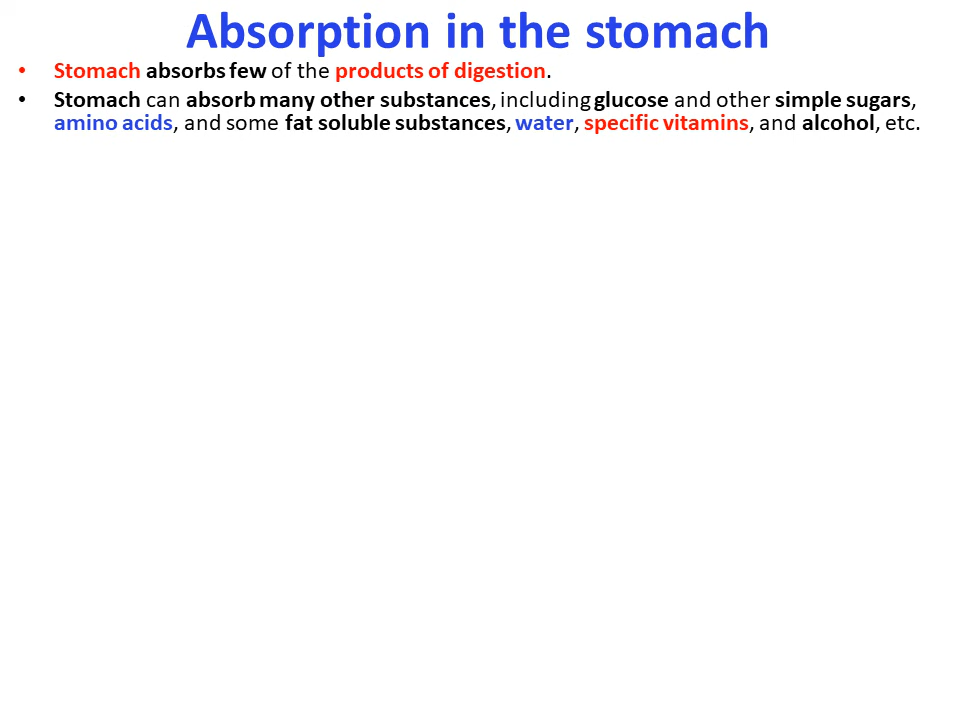 Absorption in the stomach
• Stomach absorbs few of the products of digestion.
• Stomach can absorb many other substances, including glucose and other simple sugars,
amino acids, and some fat soluble substances, water, specific vitamins, and alcohol, etc.